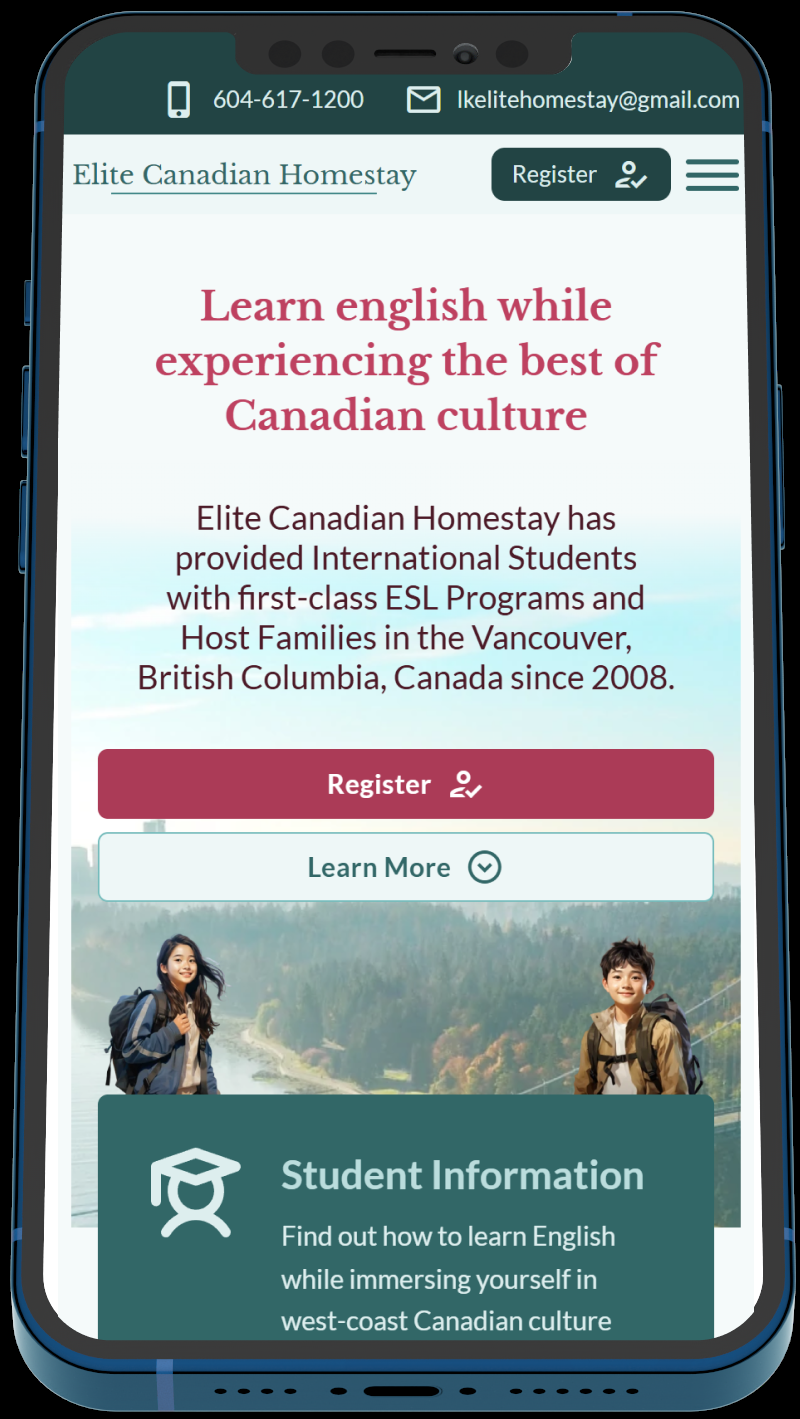 604-617-1200 lkelitehomestay@gmail.com
Elite Canadian Homestay Register
Learn english while
experiencing the best of
Canadian culture
Elite Canadian Homestay has
provided International Students
with first-class ESL Programs and
Host Families in the Vancouver,
British Columbia, Canada since 2008.
Register
Learn More
Student Information
Find out how to learn English
while immersing yourself in
west-coast Canadian culture